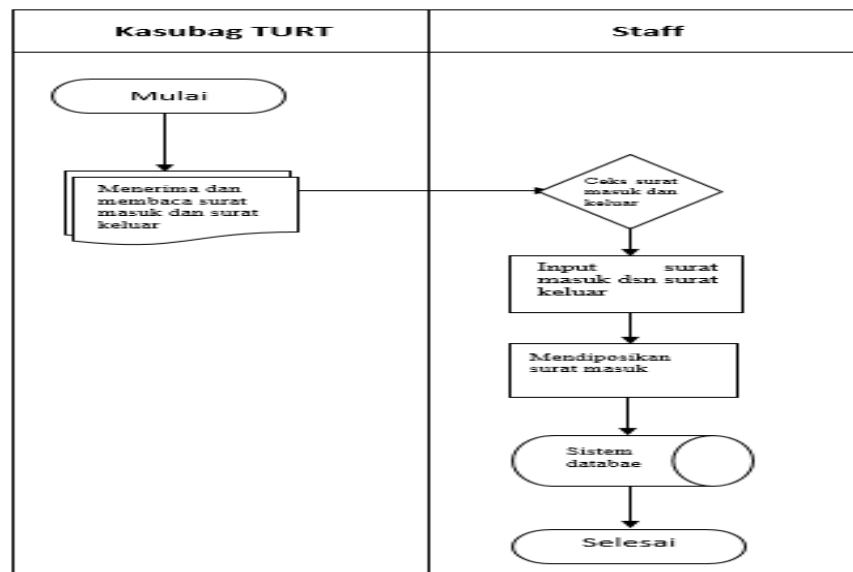 Kasubag TURT
Staff
Mulai
Menerima dan
membaca surat
masuk dan surat
keluar
Ceks surat
masuk dan
keluar
Input surat
masuk dsn surat
keluar
Mendiposikan
surat masuk
Sistem
databae
Selesai